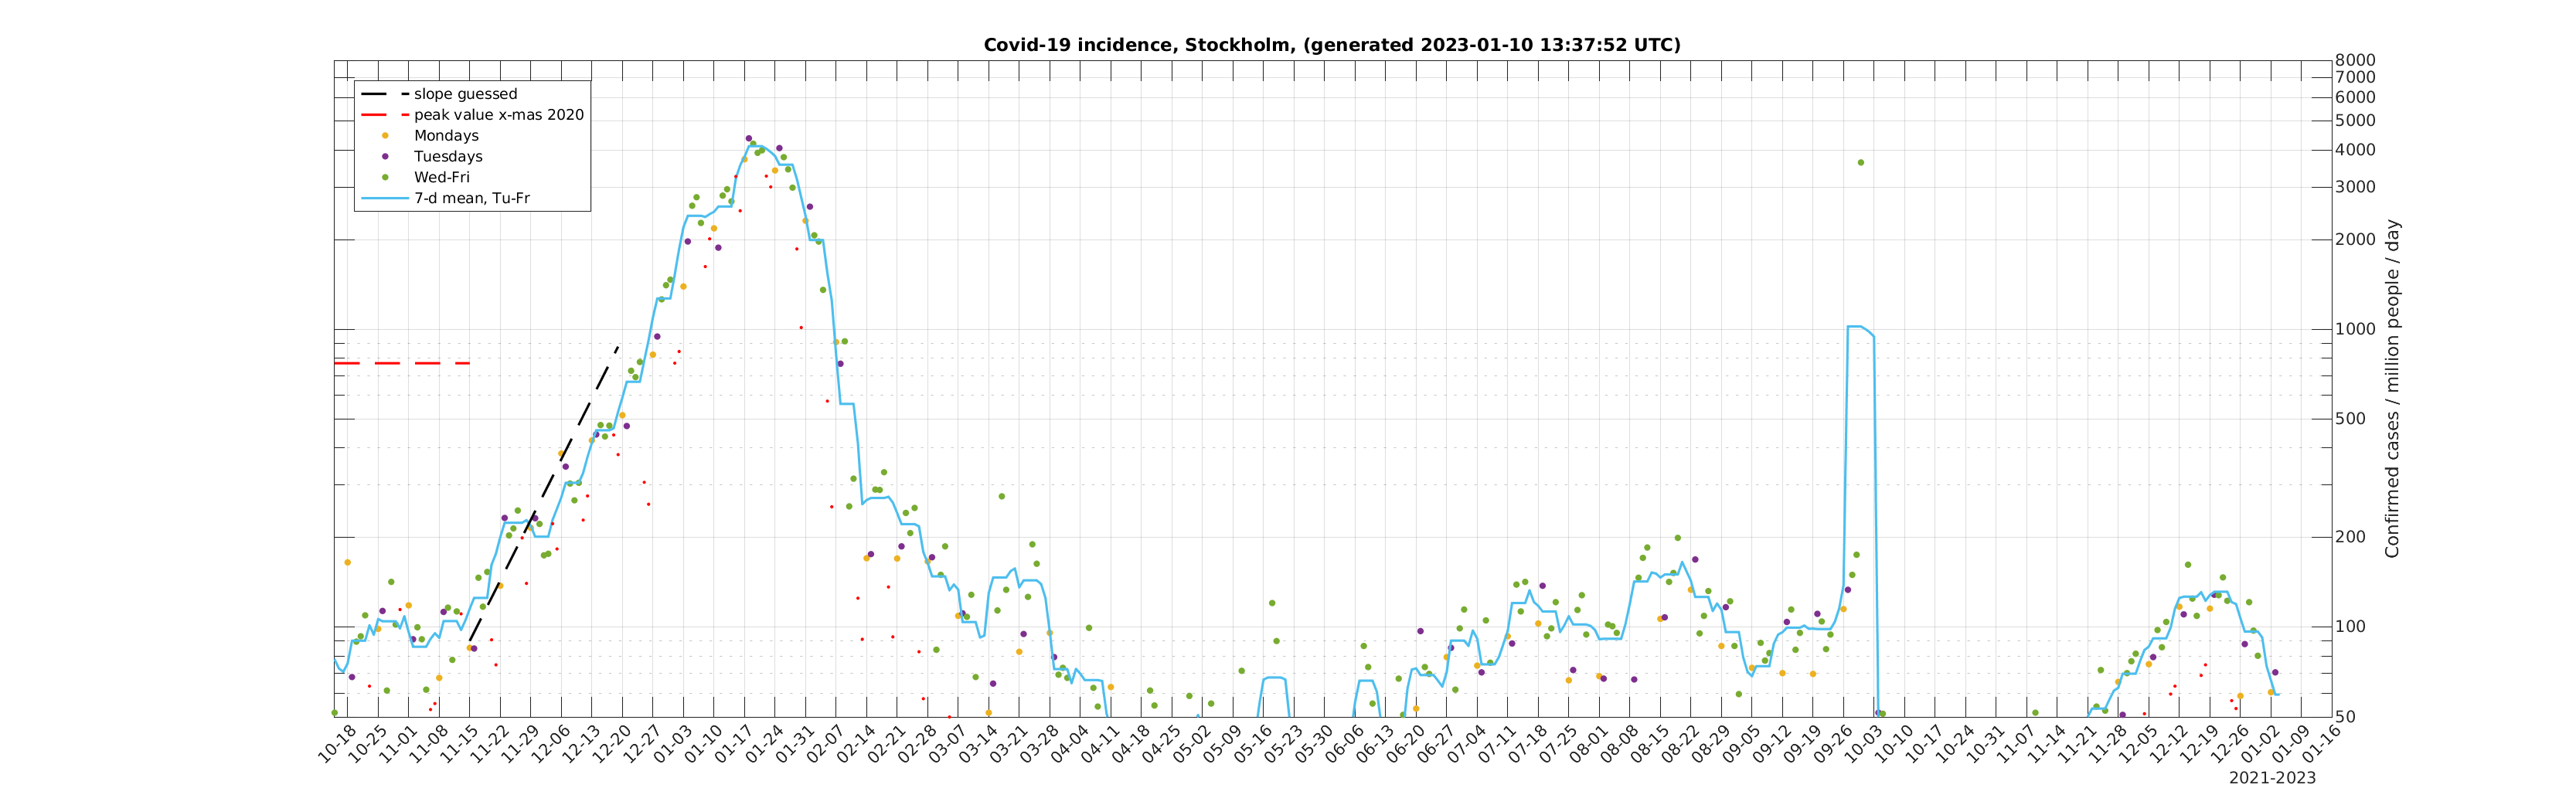 Covid-19 incidence, Stockholm, (generated 2023-01-10 13:37:52 UTC)
slope guessed
peak value x-mas 2020
Mondays
Tuesdays
Wed-Fri
7-d mean, Tu-Fr
8000
7000
6000
5000
4000
3000
2000
1000
500
200
100
50
Confirmed cases / million people / day
10-18 10-25 11-01 11-08 11-15 11-22 11-29 12-06 12-13 12-20 12-27 01-03 01-10 01-17 01-24 01-31 02-07 02-14 02-21 02-28 03-07 03-14 03-21 03-28 04-04 04-11 04-18 04-25 05-02 05-09 05-16 05-23 05-30 06-06 06-13 06-20 06-27 07-04 07-11 07-18 07-25 08-01 08-08 08-15 08-22 08-29 09-05 09-12 09-19 09-26 10-03 10-10 10-17 10-24 10-31 11-07 11-14 11-21 11-28 12-05 12-12 12-19 12-26 01-02 01-09 01-16
2021-2023